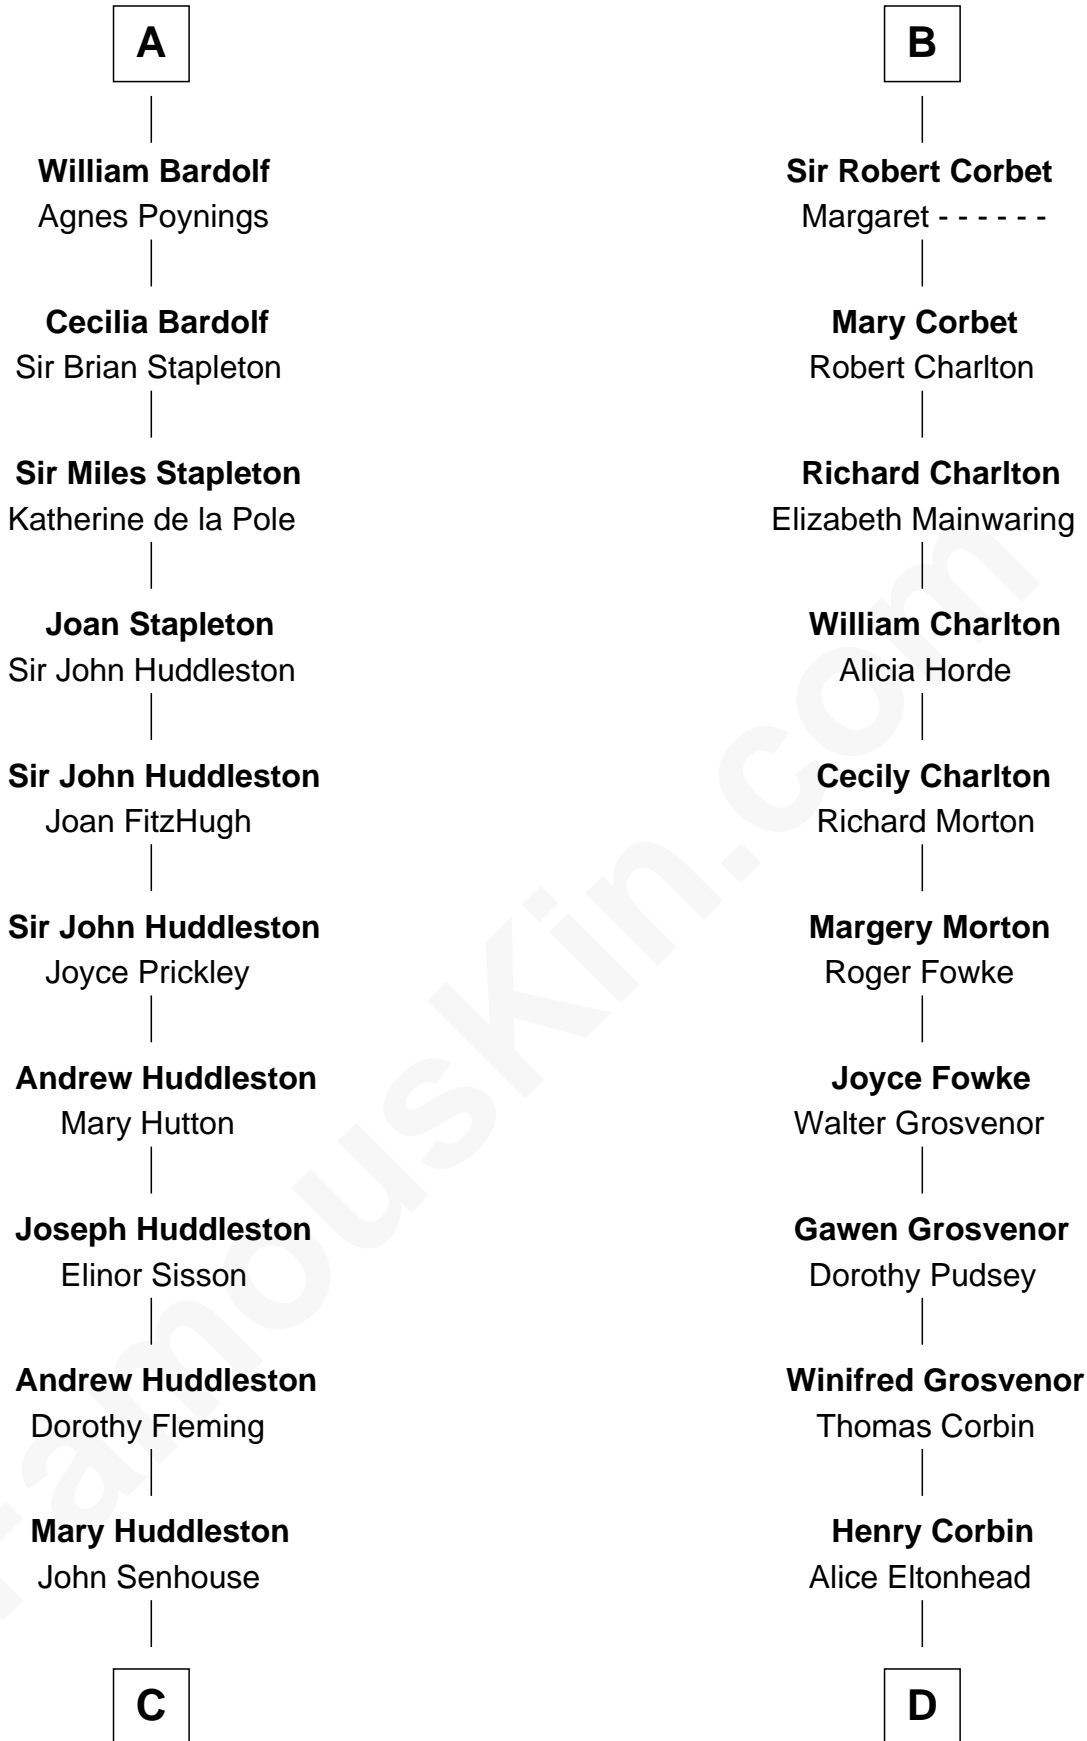 A
William Bardolf
Agnes Poynings
Cecilia Bardolf
Sir Brian Stapleton
Sir Miles Stapleton
Katherine de la Pole
Joan Stapleton
Sir John Huddleston
Sir John Huddleston
Joan FitzHugh
Sir John Huddleston
Joyce Prickley
Andrew Huddleston
Mary Hutton
Joseph Huddleston
Elinor Sisson
Andrew Huddleston
Dorothy Fleming
Mary Huddleston
John Senhouse
C
B
Sir Robert Corbet
Margaret - - - - - -
Mary Corbet
Robert Charlton
Richard Charlton
Elizabeth Mainwaring
William Charlton
Alicia Horde
Cecily Charlton
Richard Morton
Margery Morton
Roger Fowke
Joyce Fowke
Walter Grosvenor
Gawen Grosvenor
Dorothy Pudsey
Winifred Grosvenor
Thomas Corbin
Henry Corbin
Alice Eltonhead
D
FamousKin.com